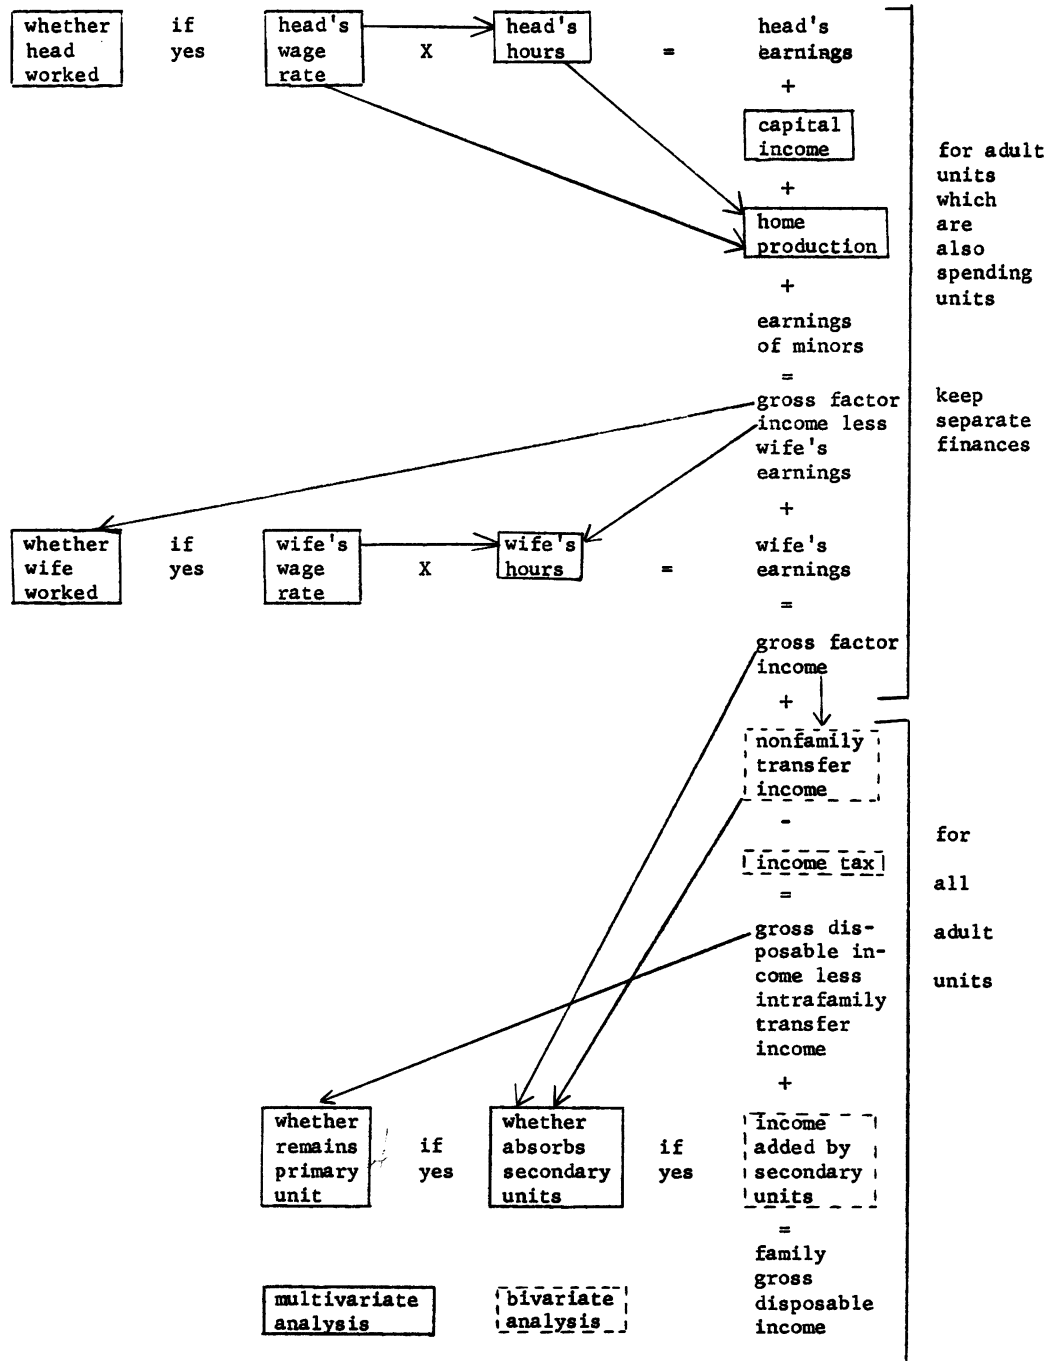 whether if head's head's head's
head yes wage X hours = earnings
worked rate
+
capital
income
+
home
production
+
earnings
of minors
=
gross factor
income less
wife's
earnings
+
for adult
units
which
are
also
spending
units
keep
separate
finances
whether if wife's wife's wife's
wife yes wage X hours = earnings
worked rate
=
gross factor
income
+
nonfamily
transfer
income
-
income tax
=
gross dis-
posable in-
come less
intrafamily
transfer
income
+
for
all
adult
units
whether whether income
remains if absorbs if added by
primary yes secondary yes secondary
unit units units
=
family
gross
disposable
income
multivariate
analysis
bivariate
analysis